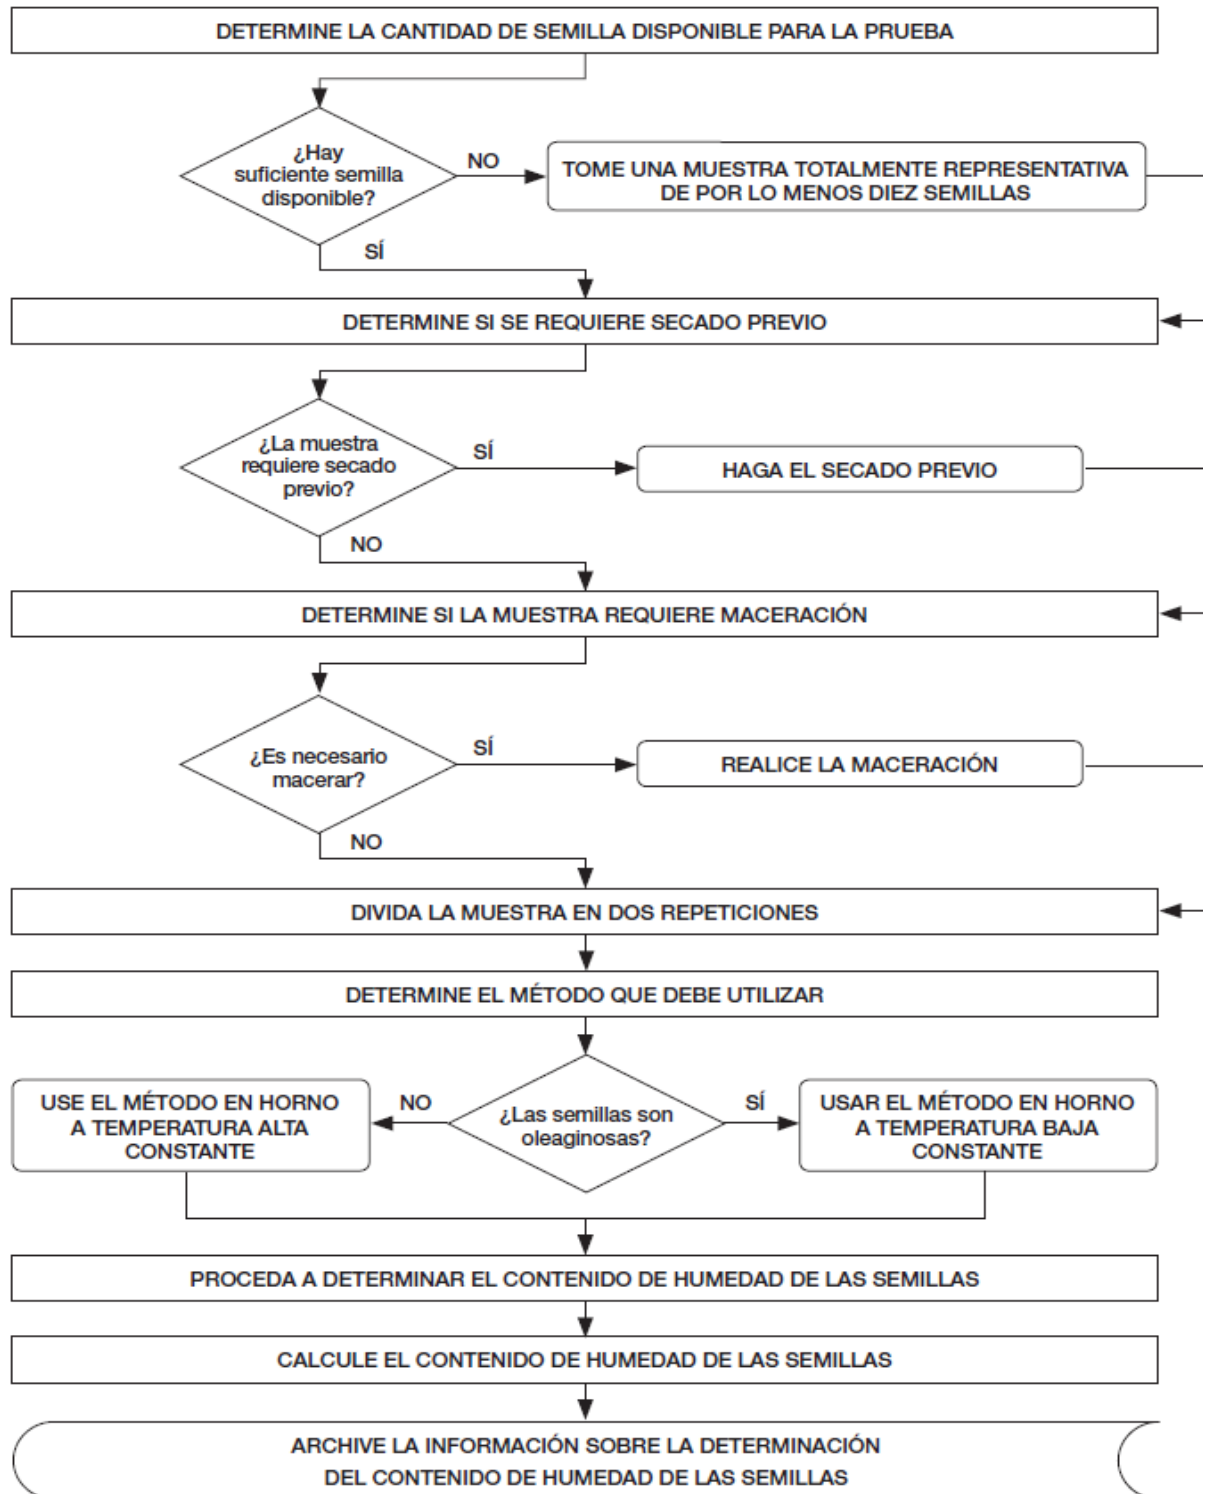 DETERMINE LA CANTIDAD DE SEMILLA DISPONIBLE PARA LA PRUEBA
¿Hay
suficiente semilla
disponible?
NO
TOME UNA MUESTRA TOTALMENTE REPRESENTATIVA
DE POR LO MENOS DIEZ SEMILLAS
SÍ
DETERMINE SI SE REQUIERE SECADO PREVIO
¿La muestra
requiere secado
previo?
SÍ
HAGA EL SECADO PREVIO
NO
DETERMINE SI LA MUESTRA REQUIERE MACERACIÓN
¿Es necesario
macerar?
SÍ
REALICE LA MACERACIÓN
NO
DIVIDA LA MUESTRA EN DOS REPETICIONES
DETERMINE EL MÉTODO QUE DEBE UTILIZAR
USE EL MÉTODO EN HORNO
A TEMPERATURA ALTA
CONSTANTE
NO
¿Las semillas son
oleaginosas?
SÍ
USAR EL MÉTODO EN HORNO
A TEMPERATURA BAJA
CONSTANTE
PROCEDA A DETERMINAR EL CONTENIDO DE HUMEDAD DE LAS SEMILLAS
CALCULE EL CONTENIDO DE HUMEDAD DE LAS SEMILLAS
ARCHIVE LA INFORMACIÓN SOBRE LA DETERMINACIÓN
DEL CONTENIDO DE HUMEDAD DE LAS SEMILLAS